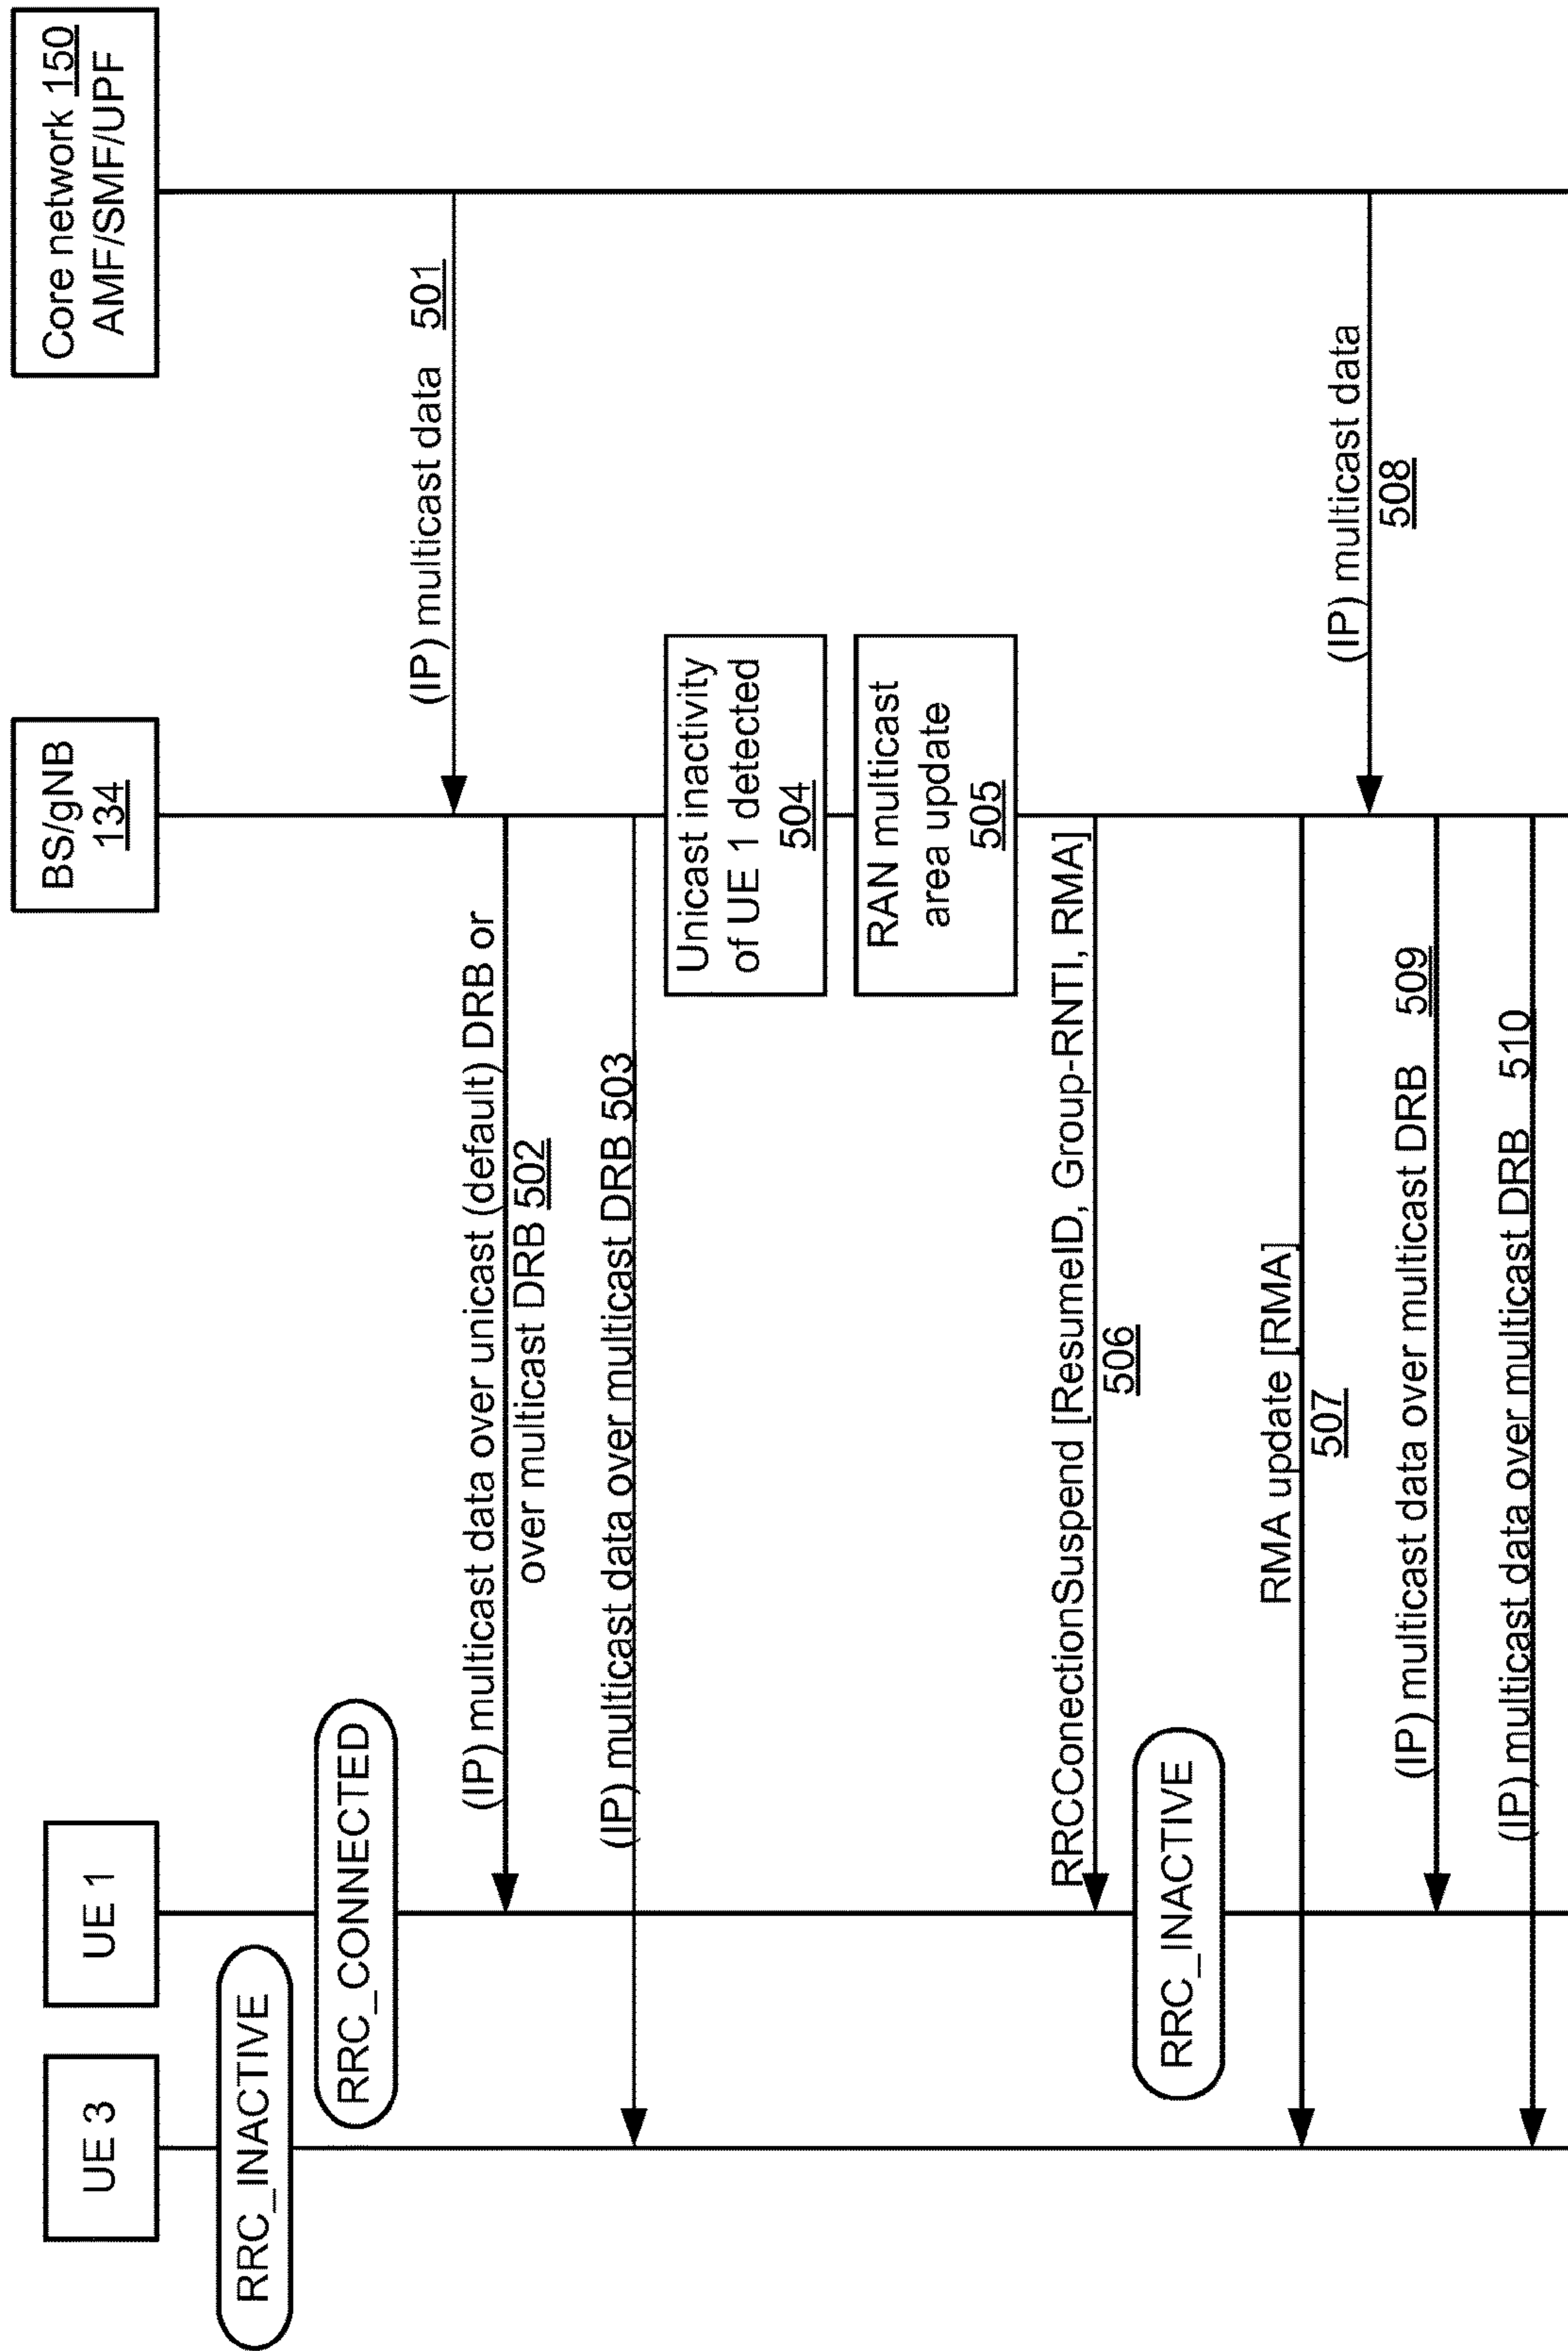 UE 3
UE 1
BS/gNB
134
Core network 150
AMF/SMF/UPF
RRC_INACTIVE
RRC_CONNECTED
(IP) multicast data 501
(IP) multicast data over unicast (default) DRB or
over multicast DRB 502
(IP) multicast data over multicast DRB 503
Unicast inactivity
of UE 1 detected
504
RAN multicast
area update
505
RRCConectionSuspend [ResumeID, Group-RNTI, RMA]
506
RRC_INACTIVE
RMA update [RMA]
507
(IP) multicast data
508
(IP) multicast data over multicast DRB 509
(IP) multicast data over multicast DRB 510